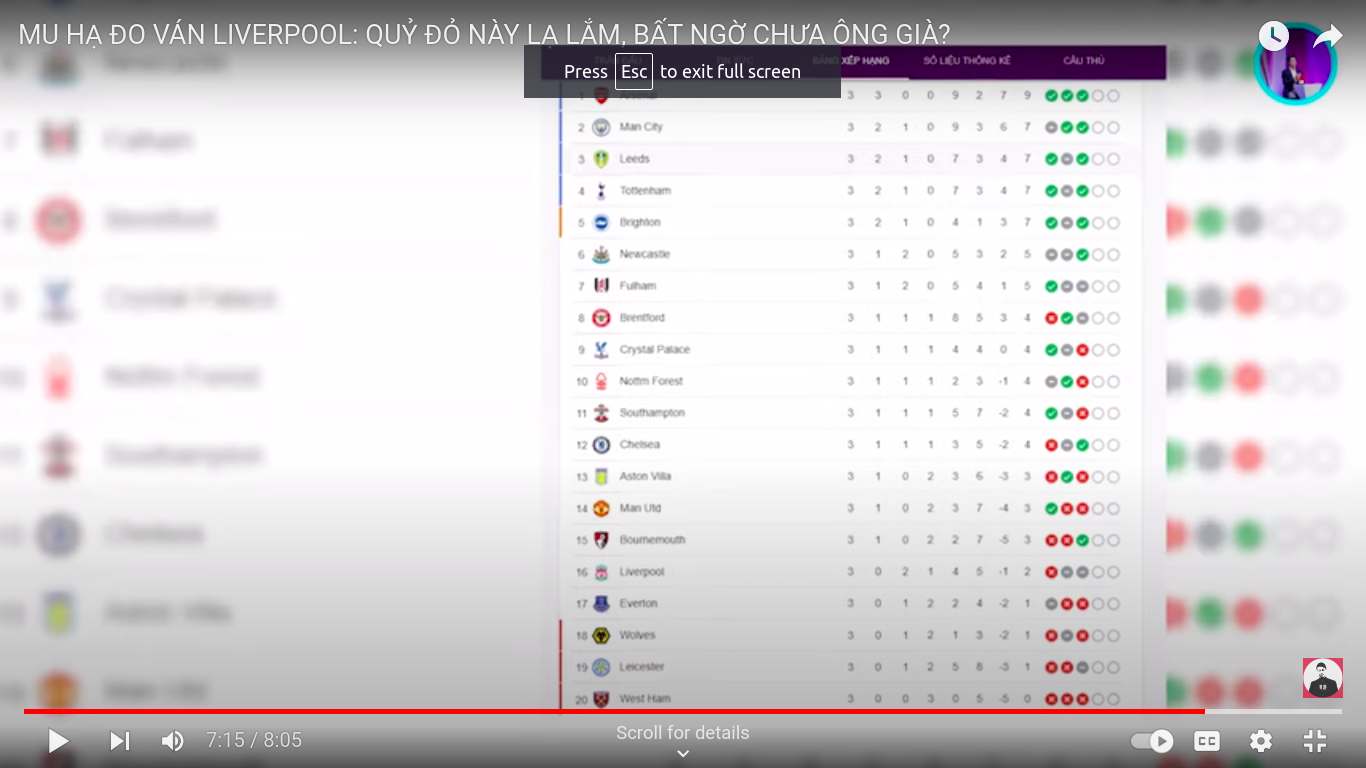 MU HẠ ĐO VÁN LIVERPOOL: QUỶ ĐỎ NÀY LẠ LẮM, BẤT NGỜ CHƯA ÔNG GIÀ?
Press Esc to exit full screen
XẾP HẠNG SỐ LIỆU THỐNG KÊ CẦU THỦ
1 Arsenal 3 3 0 0 9 2 7 9
2 Man City 3 2 1 0 9 3 6 7
3 Leeds 3 2 1 0 7 3 4 7
4 Tottenham 3 2 1 0 7 3 4 7
5 Brighton 3 2 1 0 4 1 3 7
6 Newcastle 3 1 2 0 5 3 2 5
7 Fulham 3 1 2 0 5 4 1 5
8 Brentford 3 1 1 1 8 5 3 4
9 Crystal Palace 3 1 1 1 4 4 0 4
10 Nottm Forest 3 1 1 1 2 3 -1 4
11 Southampton 3 1 1 1 5 7 -2 4
12 Chelsea 3 1 1 1 3 5 -2 4
13 Aston Villa 3 1 0 2 3 6 -3 3
14 Man Utd 3 1 0 2 3 7 -4 3
15 Bournemouth 3 1 0 2 2 7 -5 3
16 Liverpool 3 0 2 1 4 5 -1 2
17 Everton 3 0 1 2 2 4 -2 1
18 Wolves 3 0 1 2 1 3 -2 1
19 Leicester 3 0 1 2 5 8 -3 1
20 West Ham 3 0 0 3 0 5 -5 0
7:15 / 8:05
Scroll for details
CC